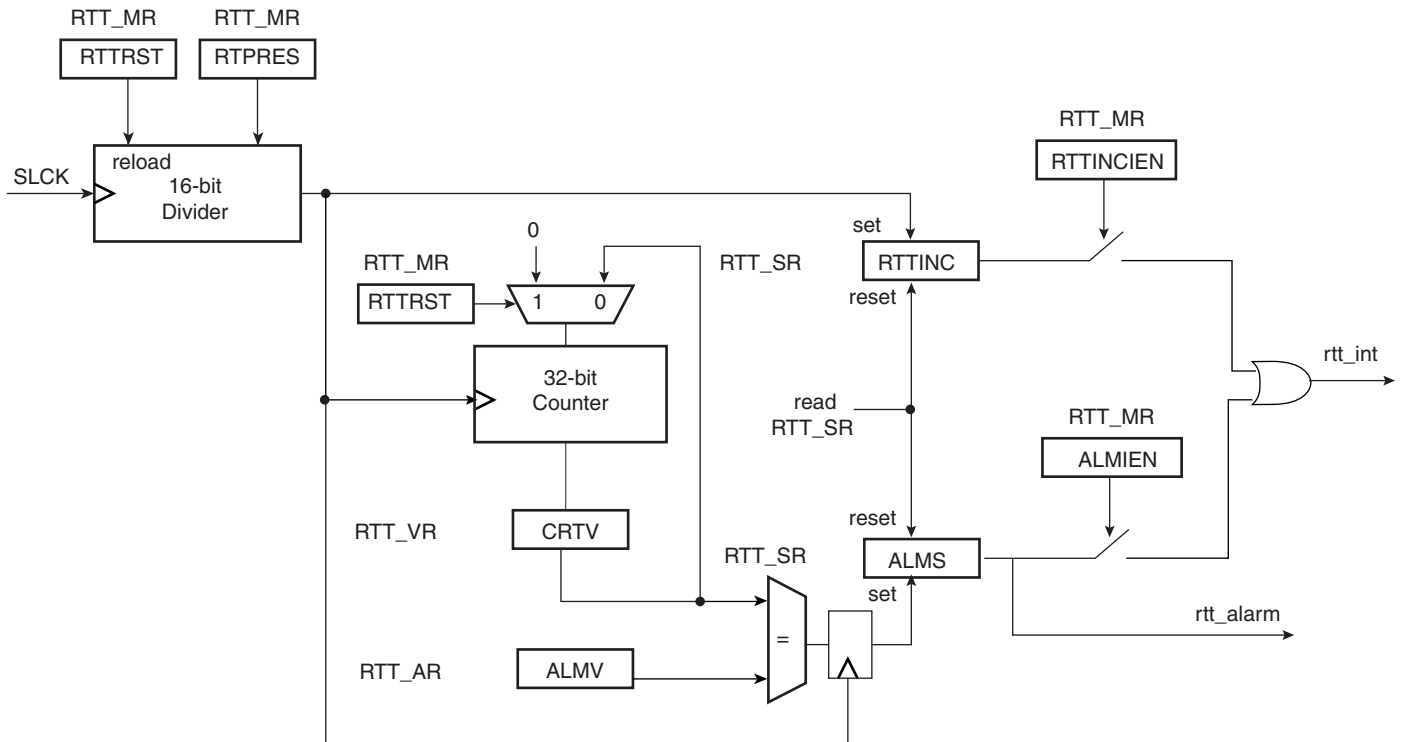 RTT_MR
RTT_MR
RTTRST
RTPRES
reload
16-bit
Divider
SLCK
RTT_MR
RTTINCIEN
0
set
RTT_MR
RTT_SR
RTTINC
RTTRST
1
0
reset
32-bit
Counter
rtt_int
read
RTT_SR
RTT_MR
ALMIEN
reset
RTT_VR
CRTV
RTT_SR
ALMS
set
rtt_alarm
=
RTT_AR
ALMV